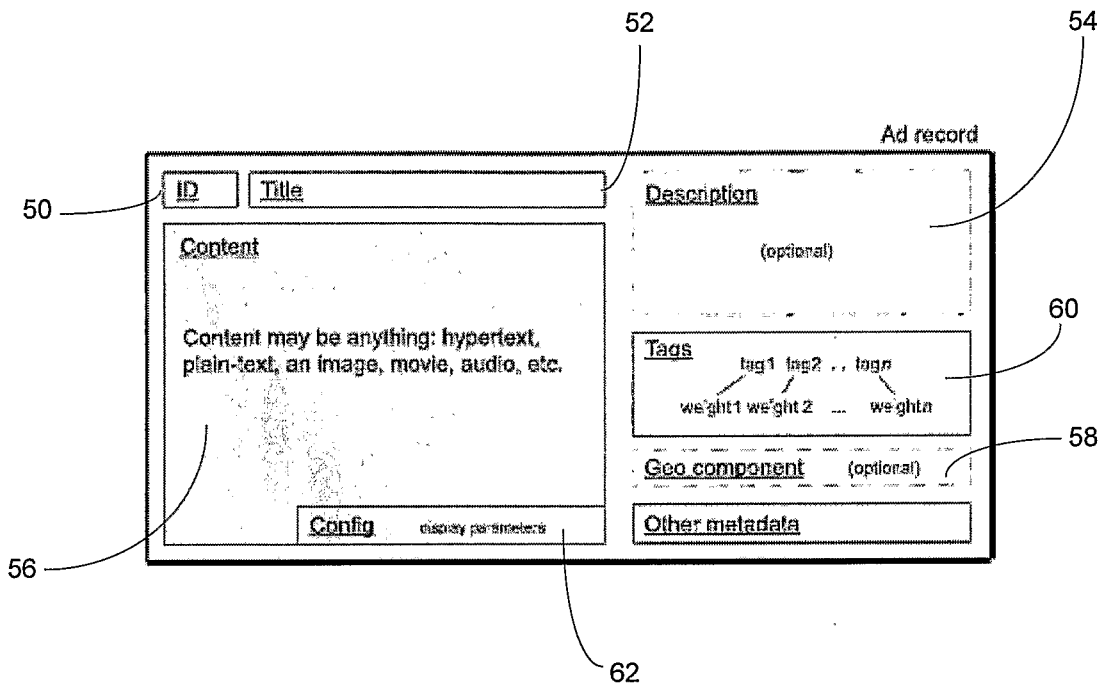 52
54
Ad record
50
ID
Title
Description
(optional)
Content
Content may be anything: hypertext,
plain-text, an image, movie, audio, etc.
60
Tags
tag1 tag2 . . tagn
weight1 weight2 ... weightn
58
Geo component (optional)
Config display parameters
Other metadata
56
62